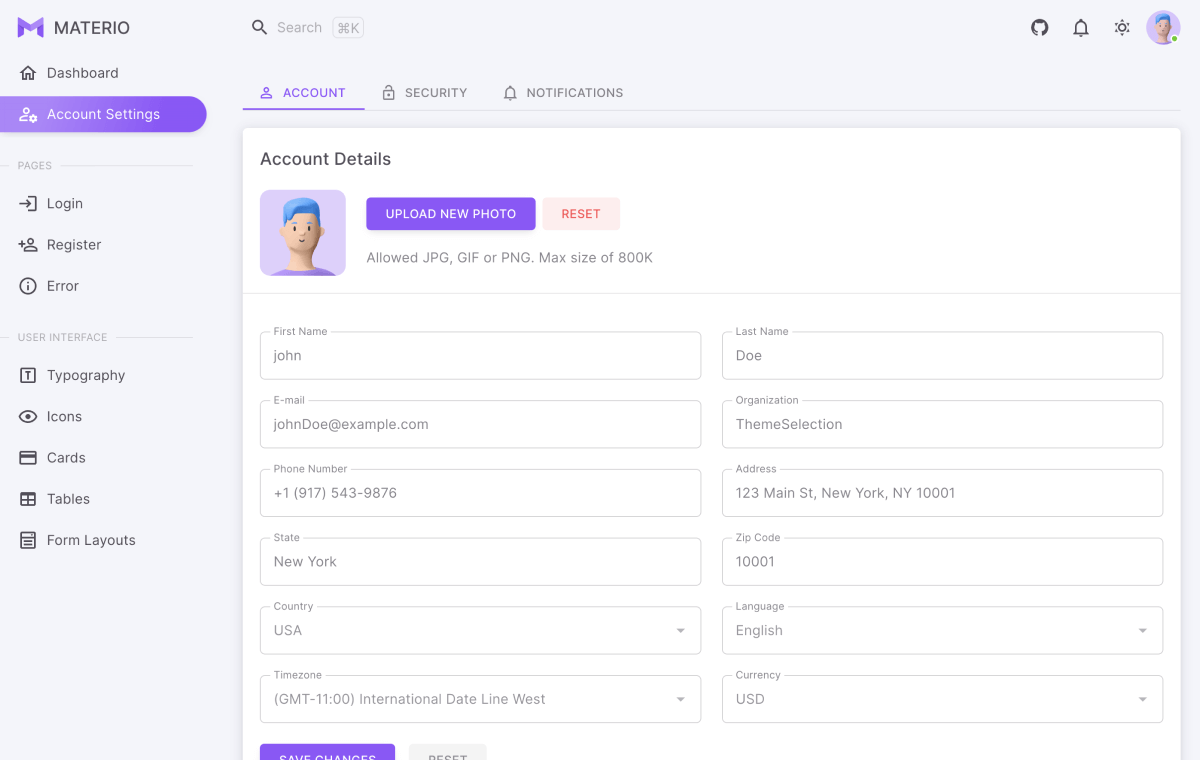 MATERIO
Search ⌘K
Dashboard
Account Settings
PAGES
Login
Register
Error
USER INTERFACE
Typography
Icons
Cards
Tables
Form Layouts
ACCOUNT SECURITY NOTIFICATIONS
Account Details
UPLOAD NEW PHOTO RESET
Allowed JPG, GIF or PNG. Max size of 800K
First Name Last Name
john Doe
E-mail Organization
johnDoe@example.com ThemeSelection
Phone Number Address
+1 (917) 543-9876 123 Main St, New York, NY 10001
State Zip Code
New York 10001
Country Language
USA English
Timezone Currency
(GMT-11:00) International Date Line West USD
SAVE CHANGES RESET